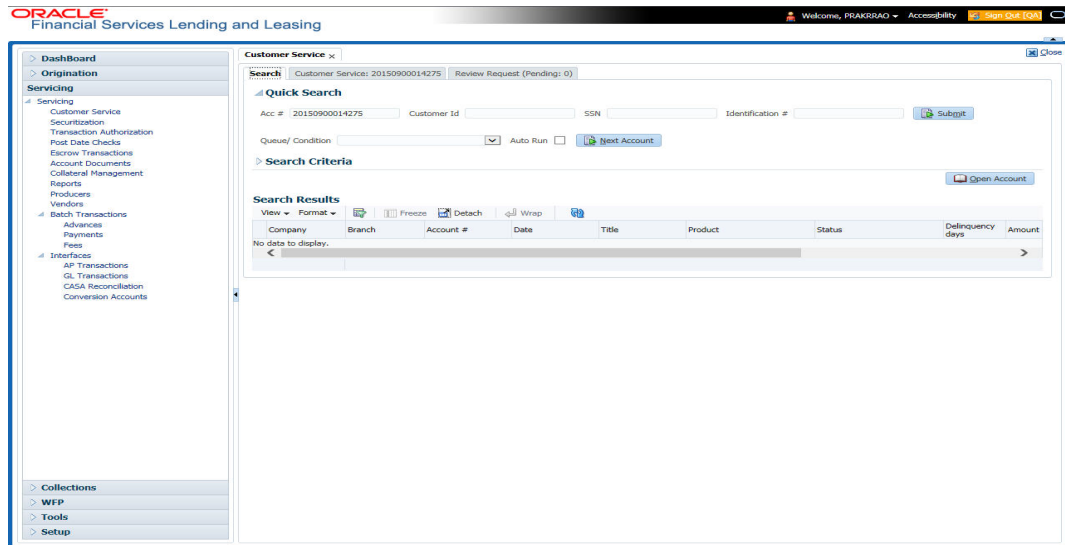 ORACLE
Financial Services Lending and Leasing
Welcome, PRAKRRAO Accessibility Sign Out [QA]
DashBoard
Origination
Servicing
Servicing
Customer Service
Securitization
Transaction Authorization
Post Date Checks
Escrow Transactions
Account Documents
Collateral Management
Reports
Producers
Vendors
Batch Transactions
Advances
Payments
Fees
Interfaces
AP Transactions
GL Transactions
CASA Reconciliation
Conversion Accounts
Collections
WFP
Tools
Setup
Customer Service x
Close
Search Customer Service: 20150900014275 Review Request (Pending: 0)
Quick Search
Acc # 20150900014275 Customer Id SSN Identification # Submit
Queue/ Condition Auto Run Next Account
Search Criteria
Open Account
Search Results
View Format Freeze Detach Wrap
Company Branch Account # Date Title Product Status Delinquency days Amount
No data to display.